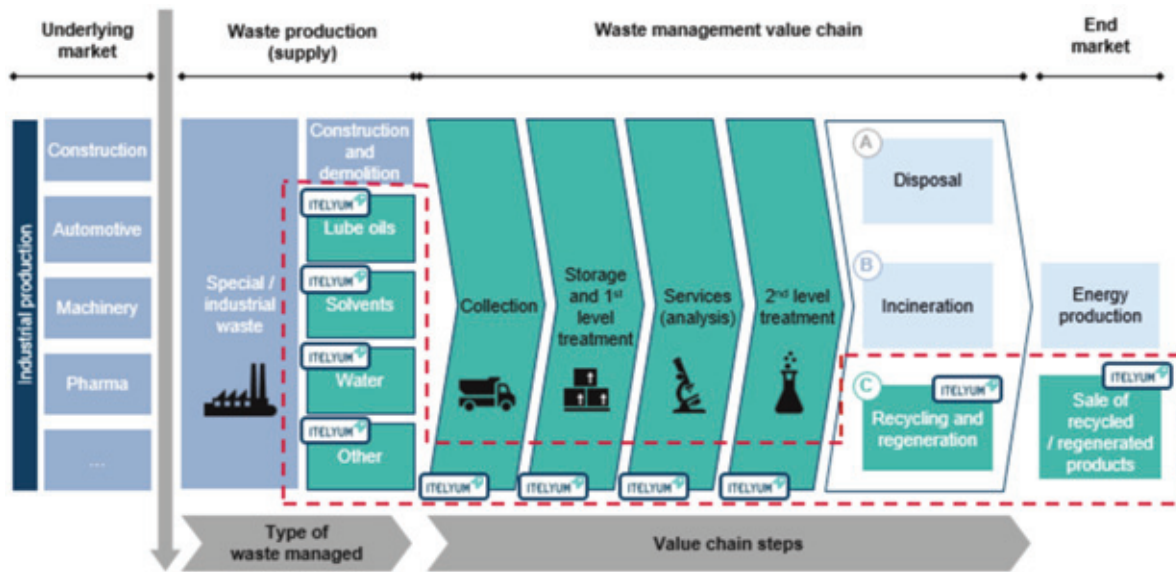 Underlying
market
Waste production
(supply)
Waste management value chain
End
market
Industrial production
Construction
Automotive
Machinery
Pharma
...
Special /
industrial
waste
Construction
and
demolition
ITELYUM
Lube oils
ITELYUM
Solvents
ITELYUM
Water
ITELYUM
Other
Collection
ITELYUM
Storage
and 1st
level
treatment
ITELYUM
Services
(analysis)
ITELYUM
2nd level
treatment
ITELYUM
A
Disposal
B
Incineration
C
ITELYUM
Recycling and
regeneration
Energy
production
ITELYUM
Sale of
recycled
/ regenerated
products
Type of
waste managed
Value chain steps